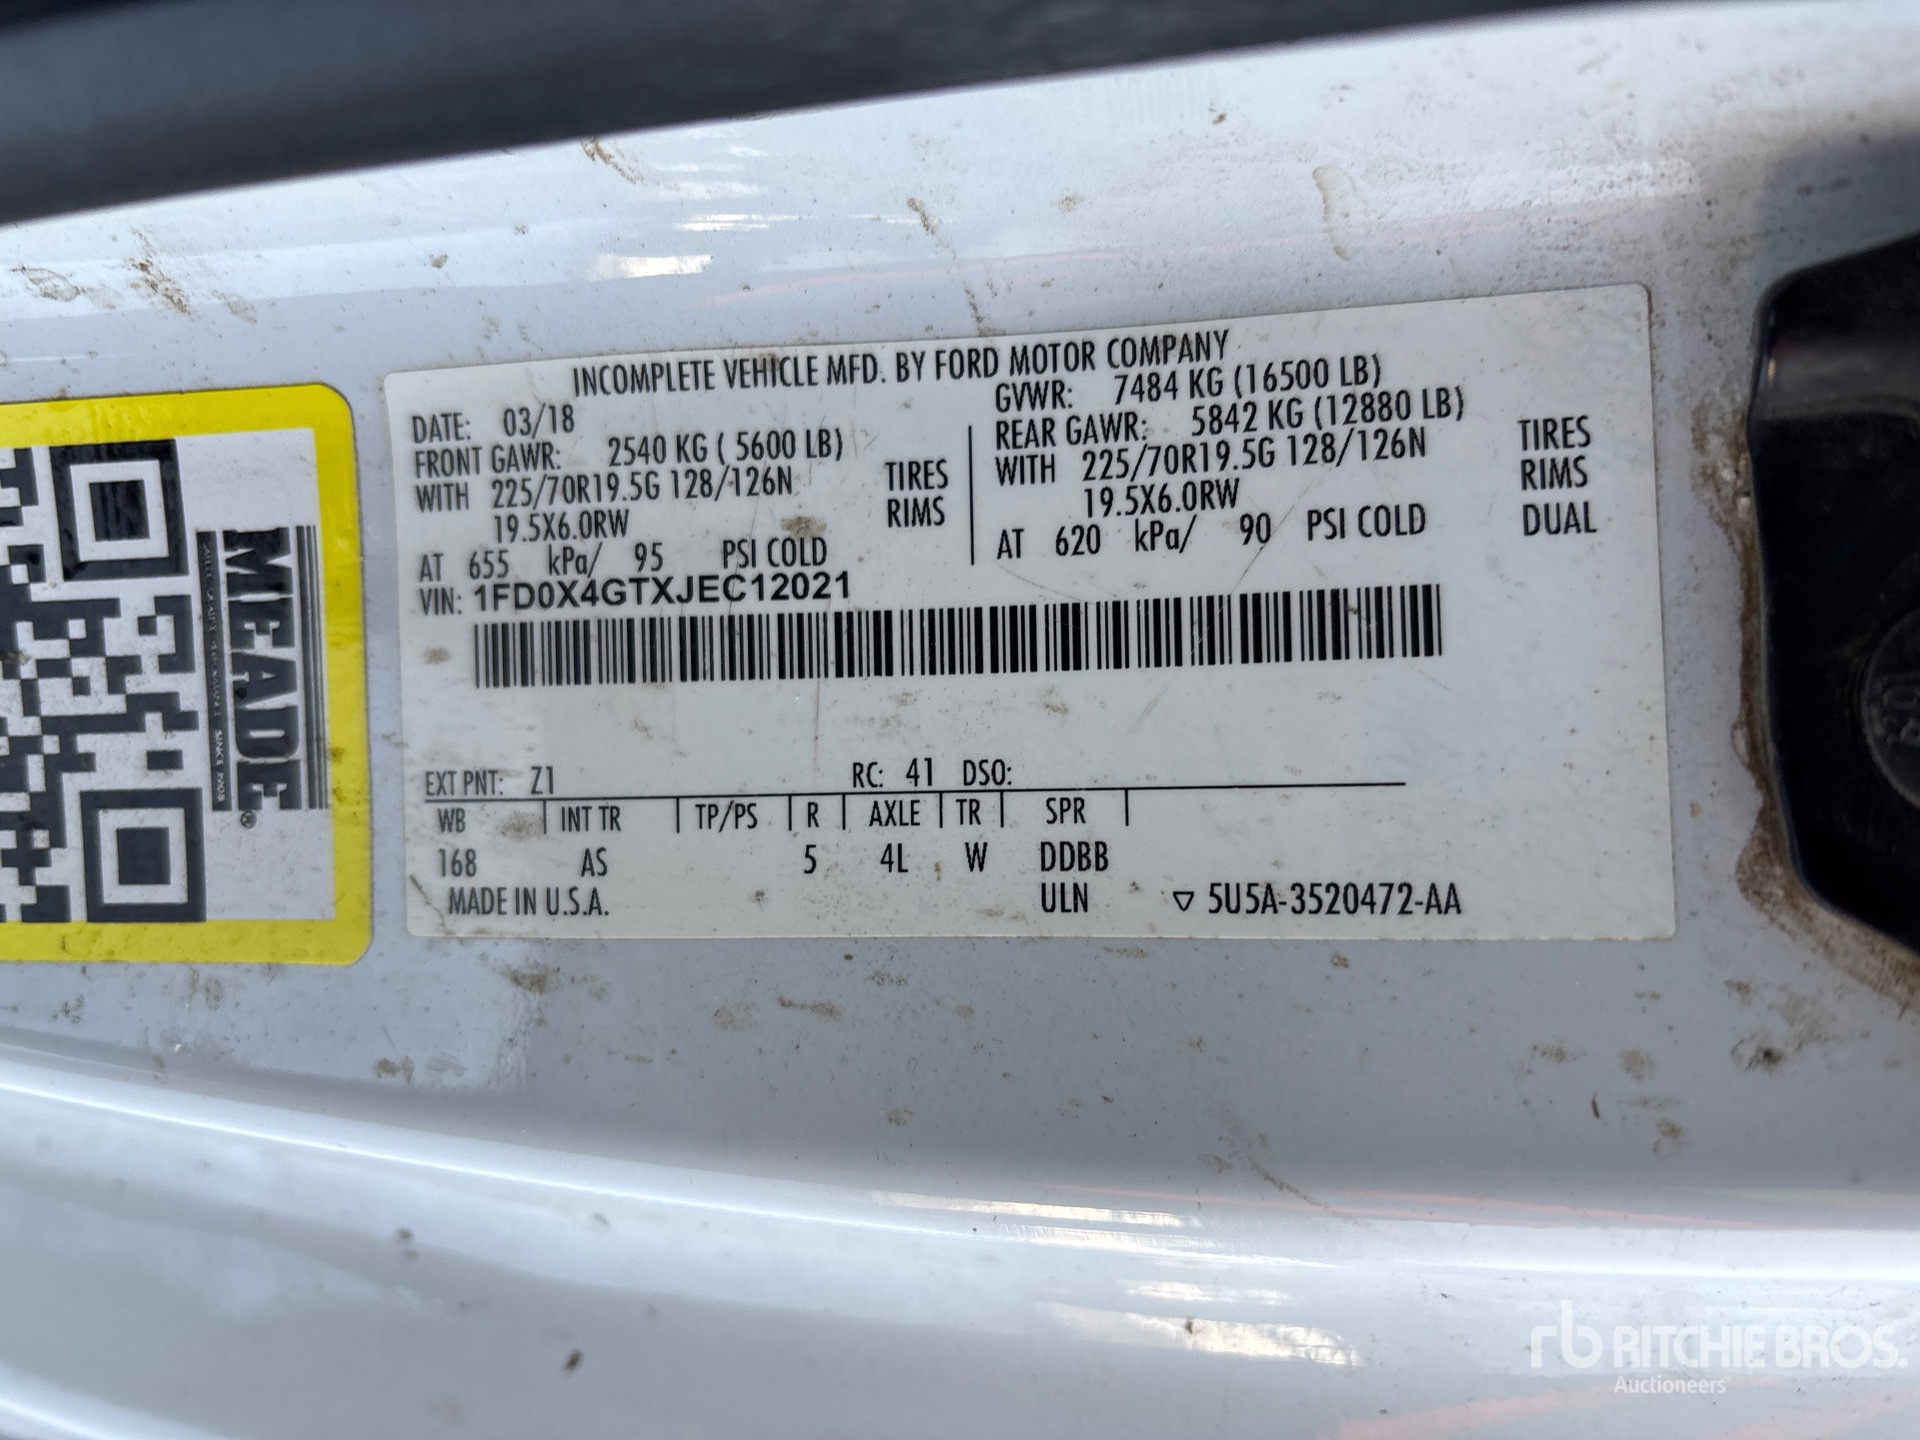 INCOMPLETE VEHICLE MFD. BY FORD MOTOR COMPANY
DATE: 03/18
GVWR: 7484 KG (16500 LB)
FRONT GAWR: 2540 KG ( 5600 LB)
WITH 225/70R19.5G 128/126N TIRES
19.5X6.0RW RIMS
AT 655 kPa/ 95 PSI COLD
REAR GAWR: 5842 KG (12880 LB)
WITH 225/70R19.5G 128/126N TIRES
19.5X6.0RW RIMS
AT 620 kPa/ 90 PSI COLD DUAL
VIN: 1FD0X4GTXJEC12021
EXT PNT: Z1 RC: 41 DSO:
WB INT TR TP/PS R AXLE TR SPR
168 AS 5 4L W DDBB
MADE IN U.S.A. ULN ▽ 5U5A-3520472-AA
MEADE®
SINCE 1908
rb RITCHIE BROS.
Auctioneers